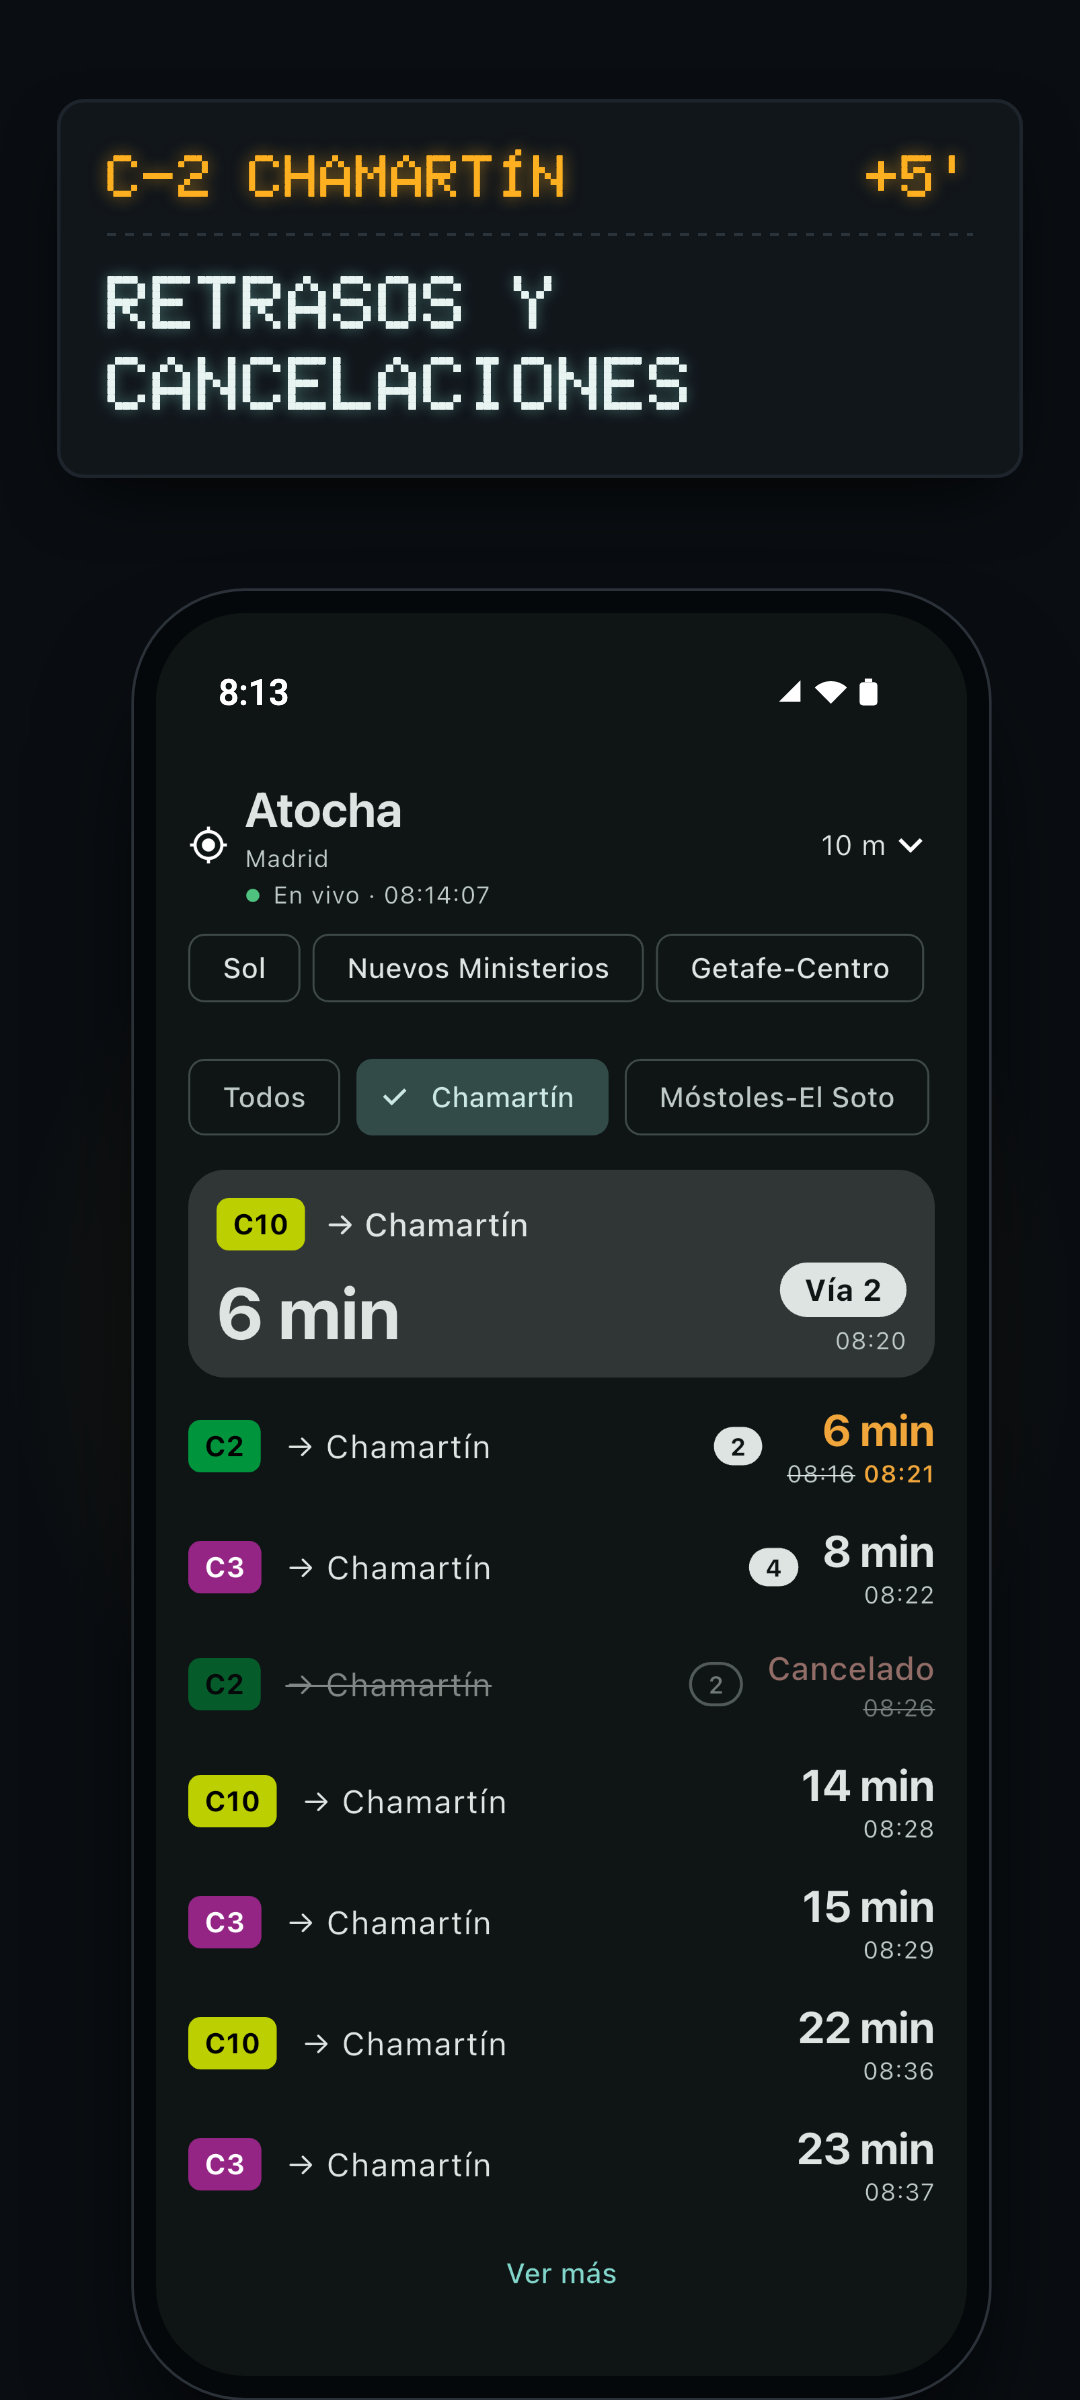 C-2 CHAMARTÍN +5'
RETRASOS Y
CANCELACIONES
8:13
Atocha
Madrid
En vivo · 08:14:07
10 m
Sol Nuevos Ministerios Getafe-Centro
Todos Chamartín Móstoles-El Soto
C10 → Chamartín
6 min Vía 2
08:20
C2 → Chamartín 2 6 min
08:16 08:21
C3 → Chamartín 4 8 min
08:22
C2 → Chamartín 2 Cancelado
08:26
C10 → Chamartín 14 min
08:28
C3 → Chamartín 15 min
08:29
C10 → Chamartín 22 min
08:36
C3 → Chamartín 23 min
08:37
Ver más